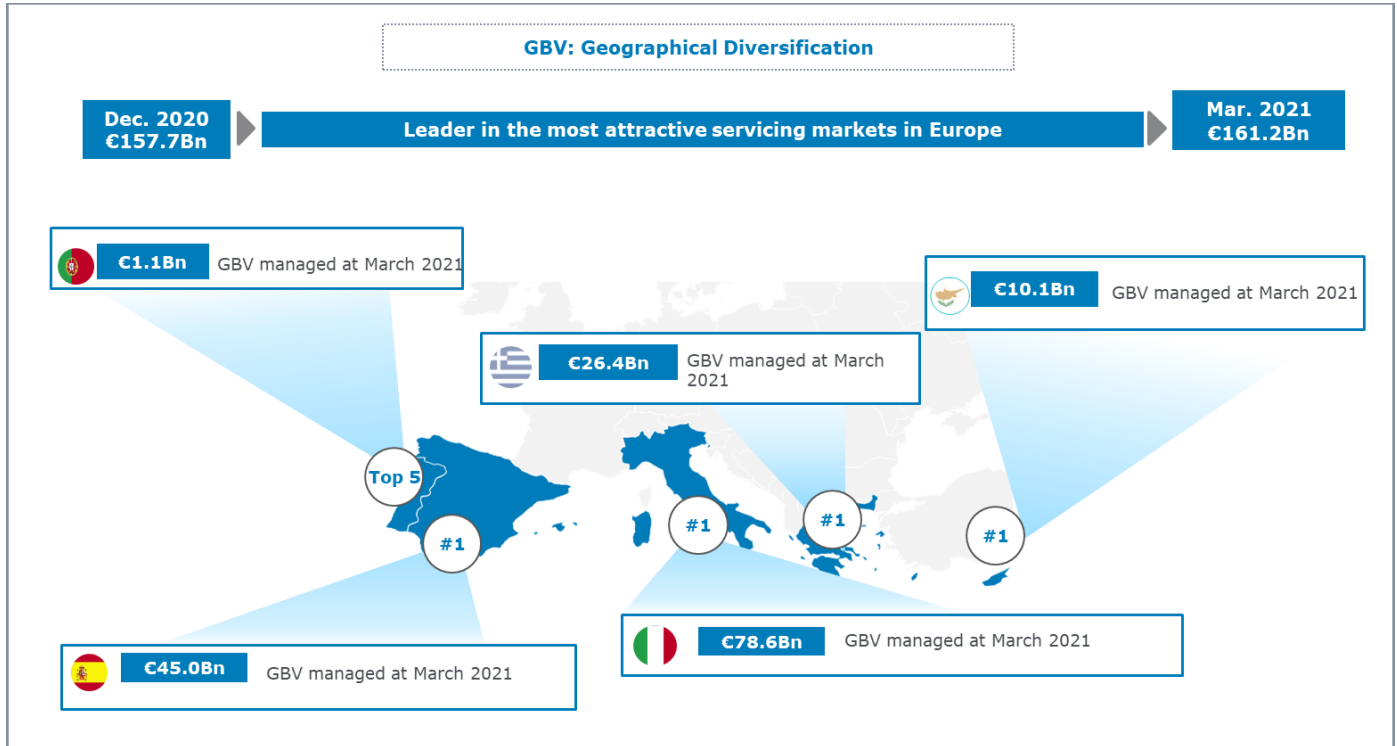 GBV: Geographical Diversification
Dec. 2020
€157.7Bn
Leader in the most attractive servicing markets in Europe
Mar. 2021
€161.2Bn
€1.1Bn
GBV managed at March 2021
€10.1Bn
GBV managed at March 2021
€26.4Bn
GBV managed at March
2021
Top 5
#1
#1
#1
#1
€45.0Bn
GBV managed at March 2021
€78.6Bn
GBV managed at March 2021